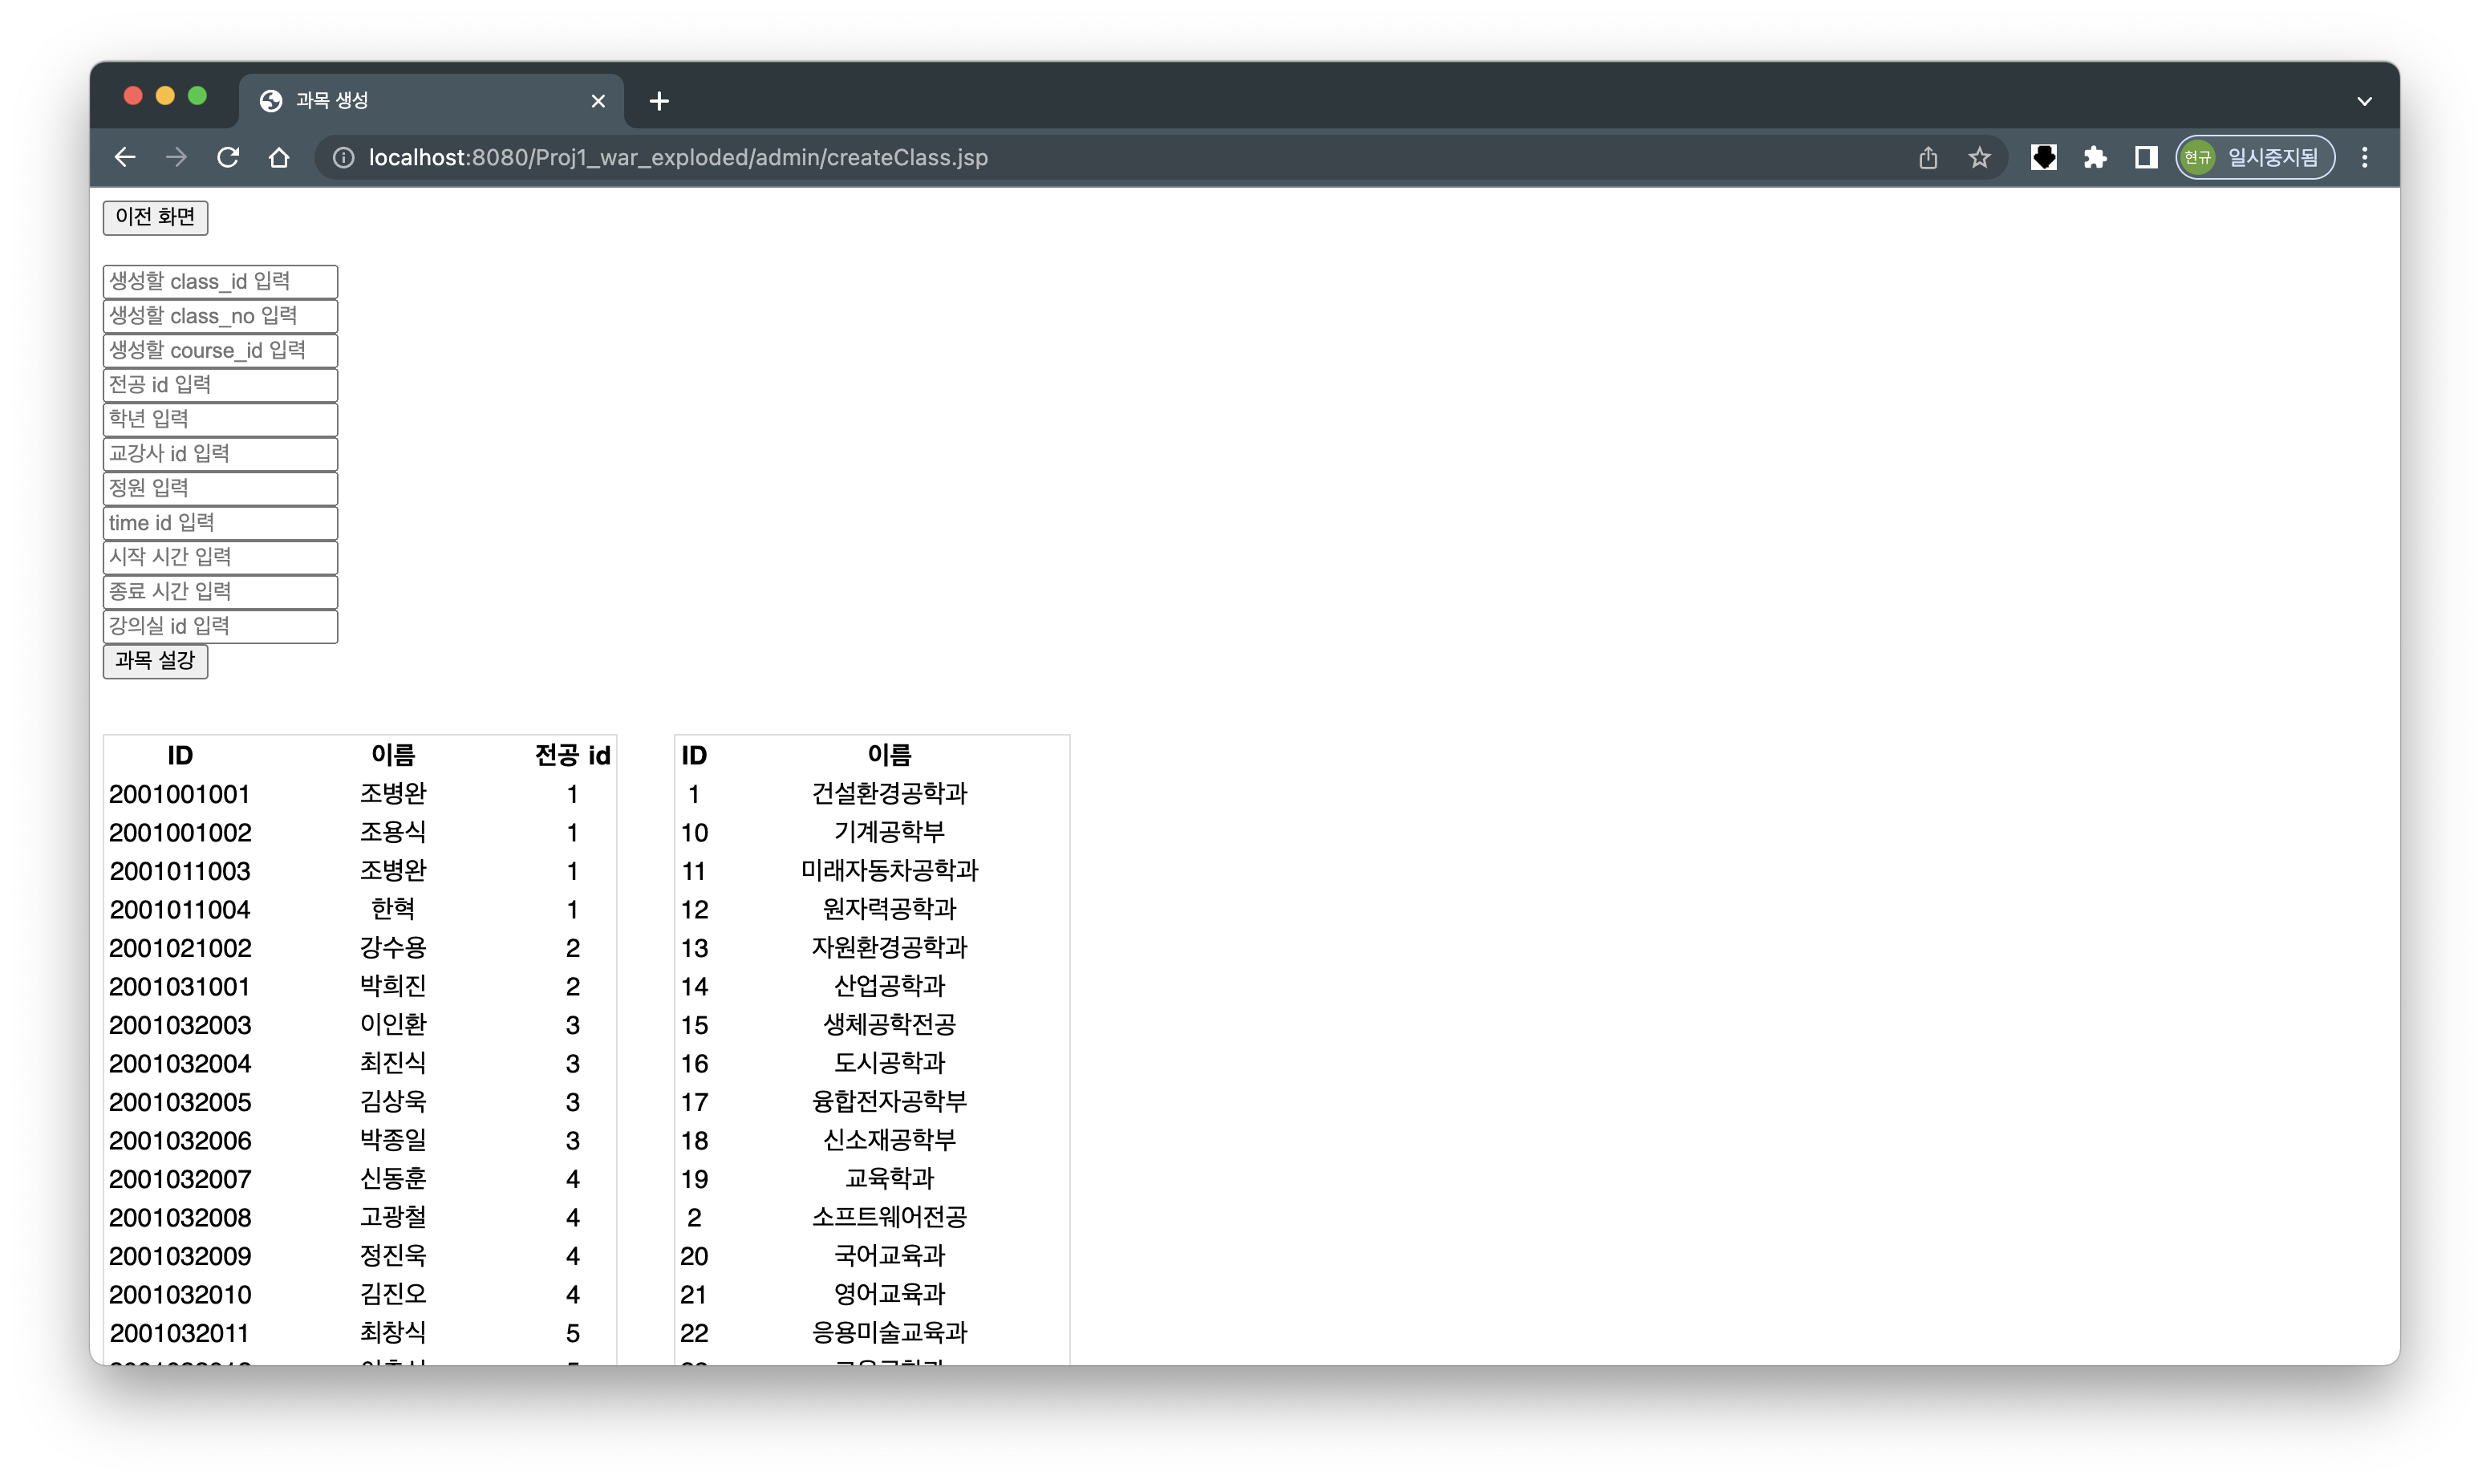 과목 생성
localhost:8080/Proj1_war_exploded/admin/createClass.jsp
현규 일시중지됨
이전 화면
생성할 class_id 입력
생성할 class_no 입력
생성할 course_id 입력
전공 id 입력
학년 입력
교강사 id 입력
정원 입력
time id 입력
시작 시간 입력
종료 시간 입력
강의실 id 입력
과목 설강
ID 이름 전공 id
2001001001 조병완 1
2001001002 조용식 1
2001011003 조병완 1
2001011004 한혁 1
2001021002 강수용 2
2001031001 박희진 2
2001032003 이인환 3
2001032004 최진식 3
2001032005 김상욱 3
2001032006 박종일 3
2001032007 신동훈 4
2001032008 고광철 4
2001032009 정진욱 4
2001032010 김진오 4
2001032011 최창식 5
ID 이름
1 건설환경공학과
10 기계공학부
11 미래자동차공학과
12 원자력공학과
13 자원환경공학과
14 산업공학과
15 생체공학전공
16 도시공학과
17 융합전자공학부
18 신소재공학부
19 교육학과
2 소프트웨어전공
20 국어교육과
21 영어교육과
22 응용미술교육과